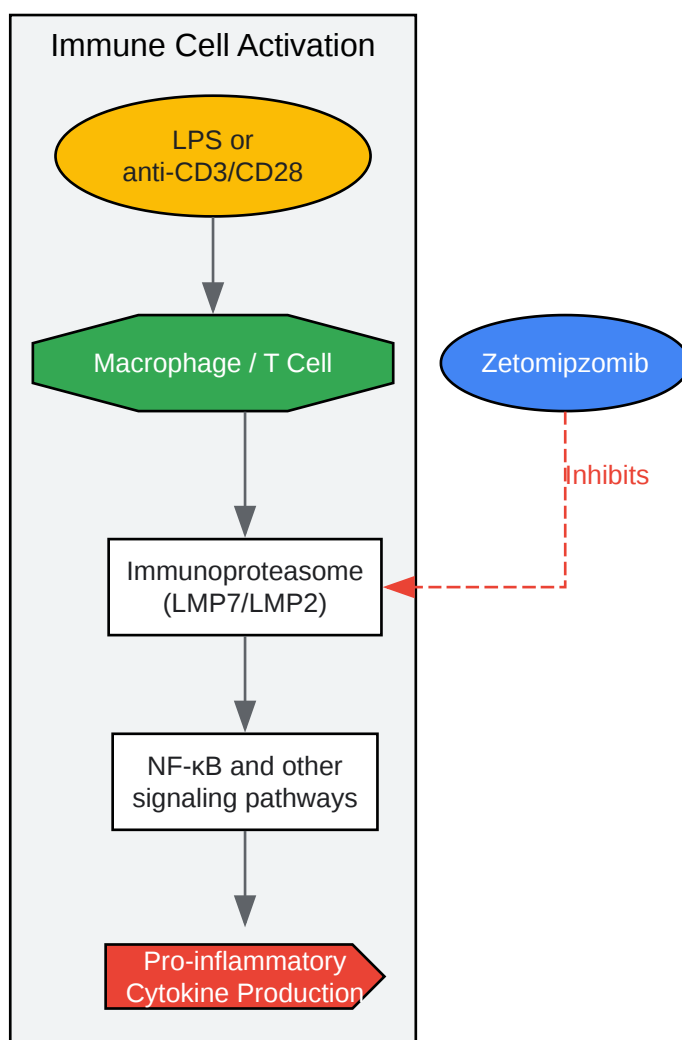 Immune Cell Activation
LPS or
anti-CD3/CD28
Macrophage / T Cell
Zetomipzomib
Inhibits
Immunoproteasome
(LMP7/LMP2)
NF-κB and other
signaling pathways
Pro-inflammatory
Cytokine Production